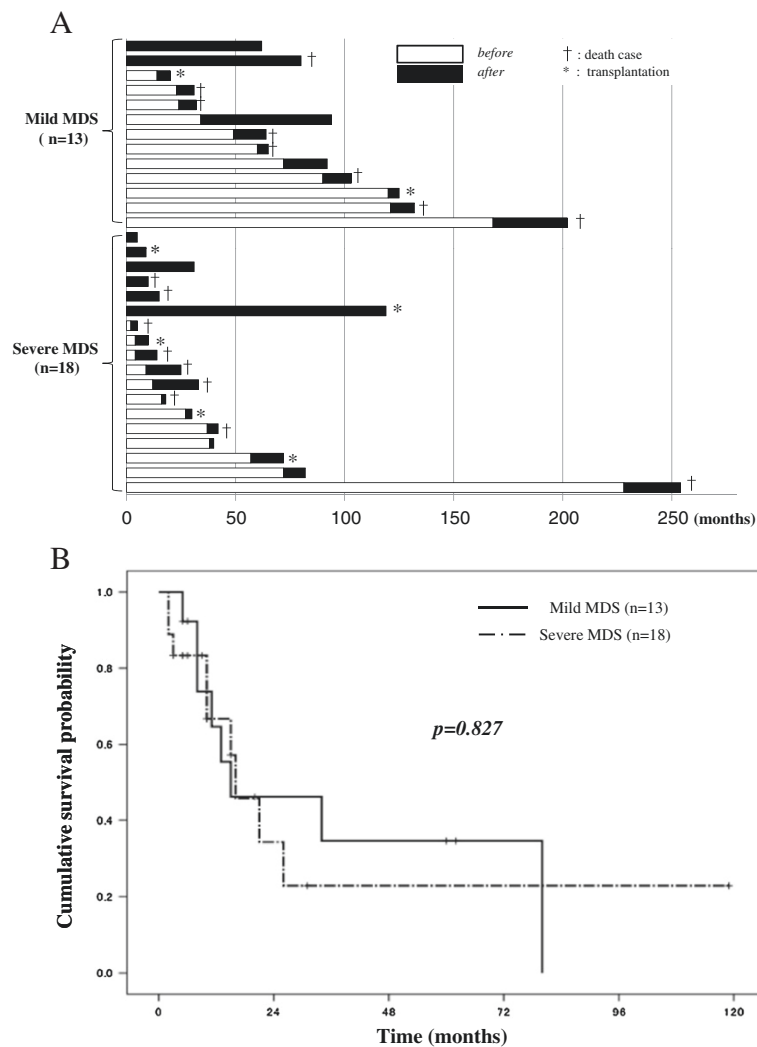 A
before † : death case
after * : transplantation
†
*
†
†
Mild MDS
( n=13)
†
†
†
*
†
†
*
†
†
*
†
*
Severe MDS
(n=18)
†
†
†
†
*
†
*
†
0 50 100 150 200 250 (months)
B
1.0
0.8
0.6
0.4
0.2
0.0
Cumulative survival probability
Mild MDS (n=13)
Severe MDS (n=18)
p=0.827
0 24 48 72 96 120
Time (months)